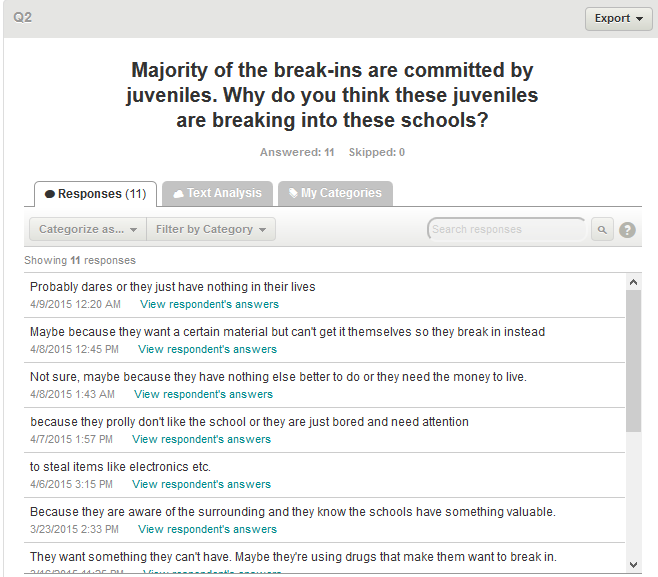 Q2
Export
Majority of the break-ins are committed by
juveniles. Why do you think these juveniles
are breaking into these schools?
Answered: 11 Skipped: 0
Responses (11) Text Analysis My Categories
Categorize as... Filter by Category Search responses ?
Showing 11 responses
Probably dares or they just have nothing in their lives
4/9/2015 12:20 AM View respondent's answers
Maybe because they want a certain material but can't get it themselves so they break in instead
4/8/2015 12:45 PM View respondent's answers
Not sure, maybe because they have nothing else better to do or they need the money to live.
4/8/2015 1:43 AM View respondent's answers
because they prolly don't like the school or they are just bored and need attention
4/7/2015 1:57 PM View respondent's answers
to steal items like electronics etc.
4/6/2015 3:15 PM View respondent's answers
Because they are aware of the surrounding and they know the schools have something valuable.
3/23/2015 2:33 PM View respondent's answers
They want something they can't have. Maybe they're using drugs that make them want to break in.
3/16/2015 11:25 PM View respondent's answers